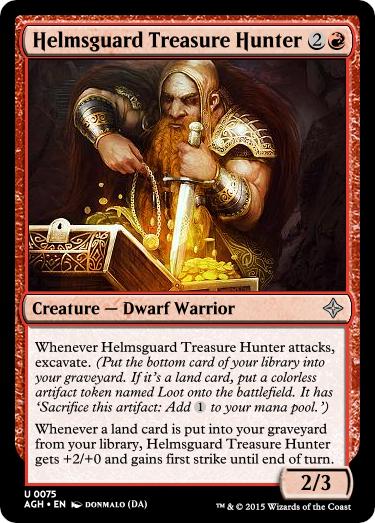 Helmsguard Treasure Hunter 2
Creature — Dwarf Warrior
Whenever Helmsguard Treasure Hunter attacks,
excavate. (Put the bottom card of your library into
your graveyard. If it's a land card, put a colorless
artifact token named Loot onto the battlefield. It has
‘Sacrifice this artifact: Add 1 to your mana pool.’)
Whenever a land card is put into your graveyard
from your library, Helmsguard Treasure Hunter
gets +2/+0 and gains first strike until end of turn.
2/3
U 0075
AGH • EN DONMALO (DA)
™ & © 2015 Wizards of the Coast